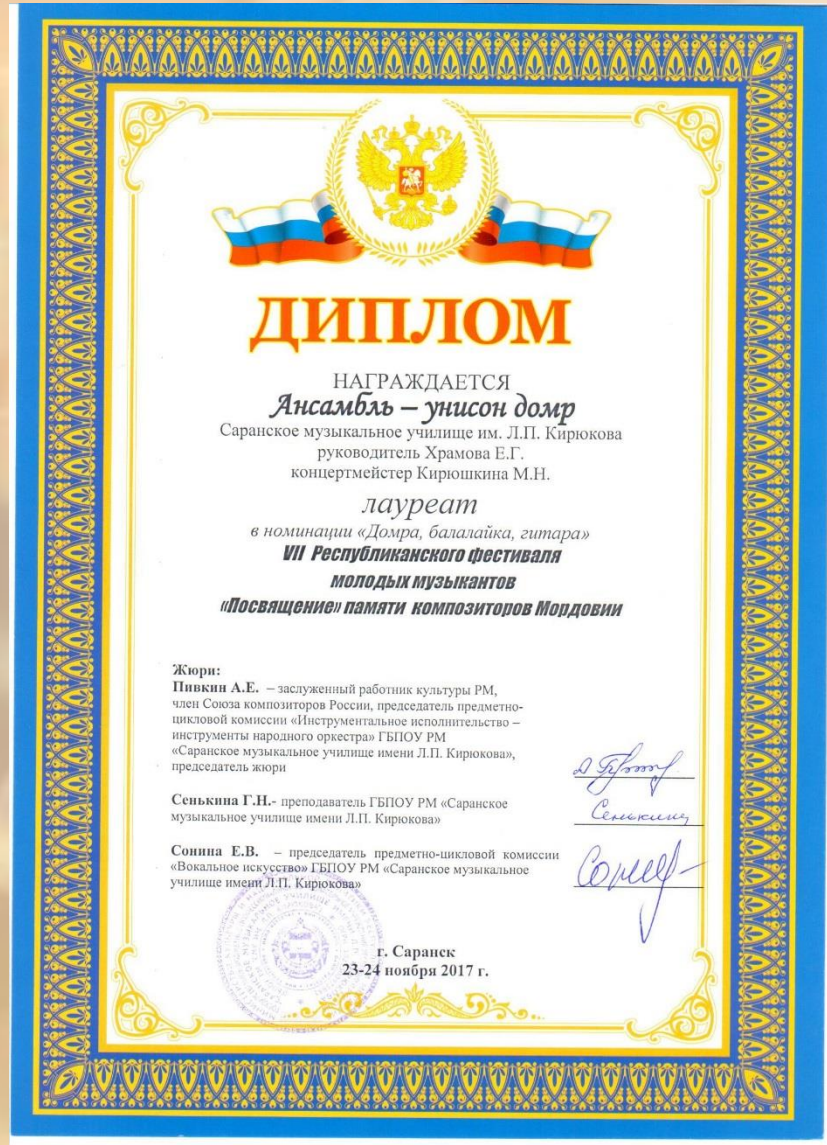 ДИПЛОМ
НАГРАЖДАЕТСЯ
Ансамбль – унисон домр
Саранское музыкальное училище им. Л.П. Кирюкова
руководитель Храмова Е.Г.
концертмейстер Кирюшкина М.Н.
лауреат
в номинации «Домра, балалайка, гитара»
VII Республиканского фестиваля
молодых музыкантов
«Посвящение» памяти композиторов Мордовии
Жюри:
Пивкин А.Е. – заслуженный работник культуры РМ,
член Союза композиторов России, председатель предметно-
цикловой комиссии «Инструментальное исполнительство –
инструменты народного оркестра» ГБПОУ РМ
«Саранское музыкальное училище имени Л.П. Кирюкова»,
председатель жюри
Сенькина Г.Н.- преподаватель ГБПОУ РМ «Саранское
музыкальное училище имени Л.П. Кирюкова»
Сонина Е.В. – председатель предметно-цикловой комиссии
«Вокальное искусство» ГБПОУ РМ «Саранское музыкальное
училище имени Л.П. Кирюкова»
г. Саранск
23-24 ноября 2017 г.